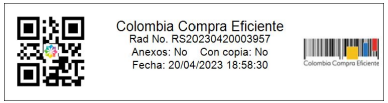 Colombia Compra Eficiente
Rad No. RS20230420003957
Anexos: No Con copia: No
Fecha: 20/04/2023 18:58:30
Colombia Compra Eficiente